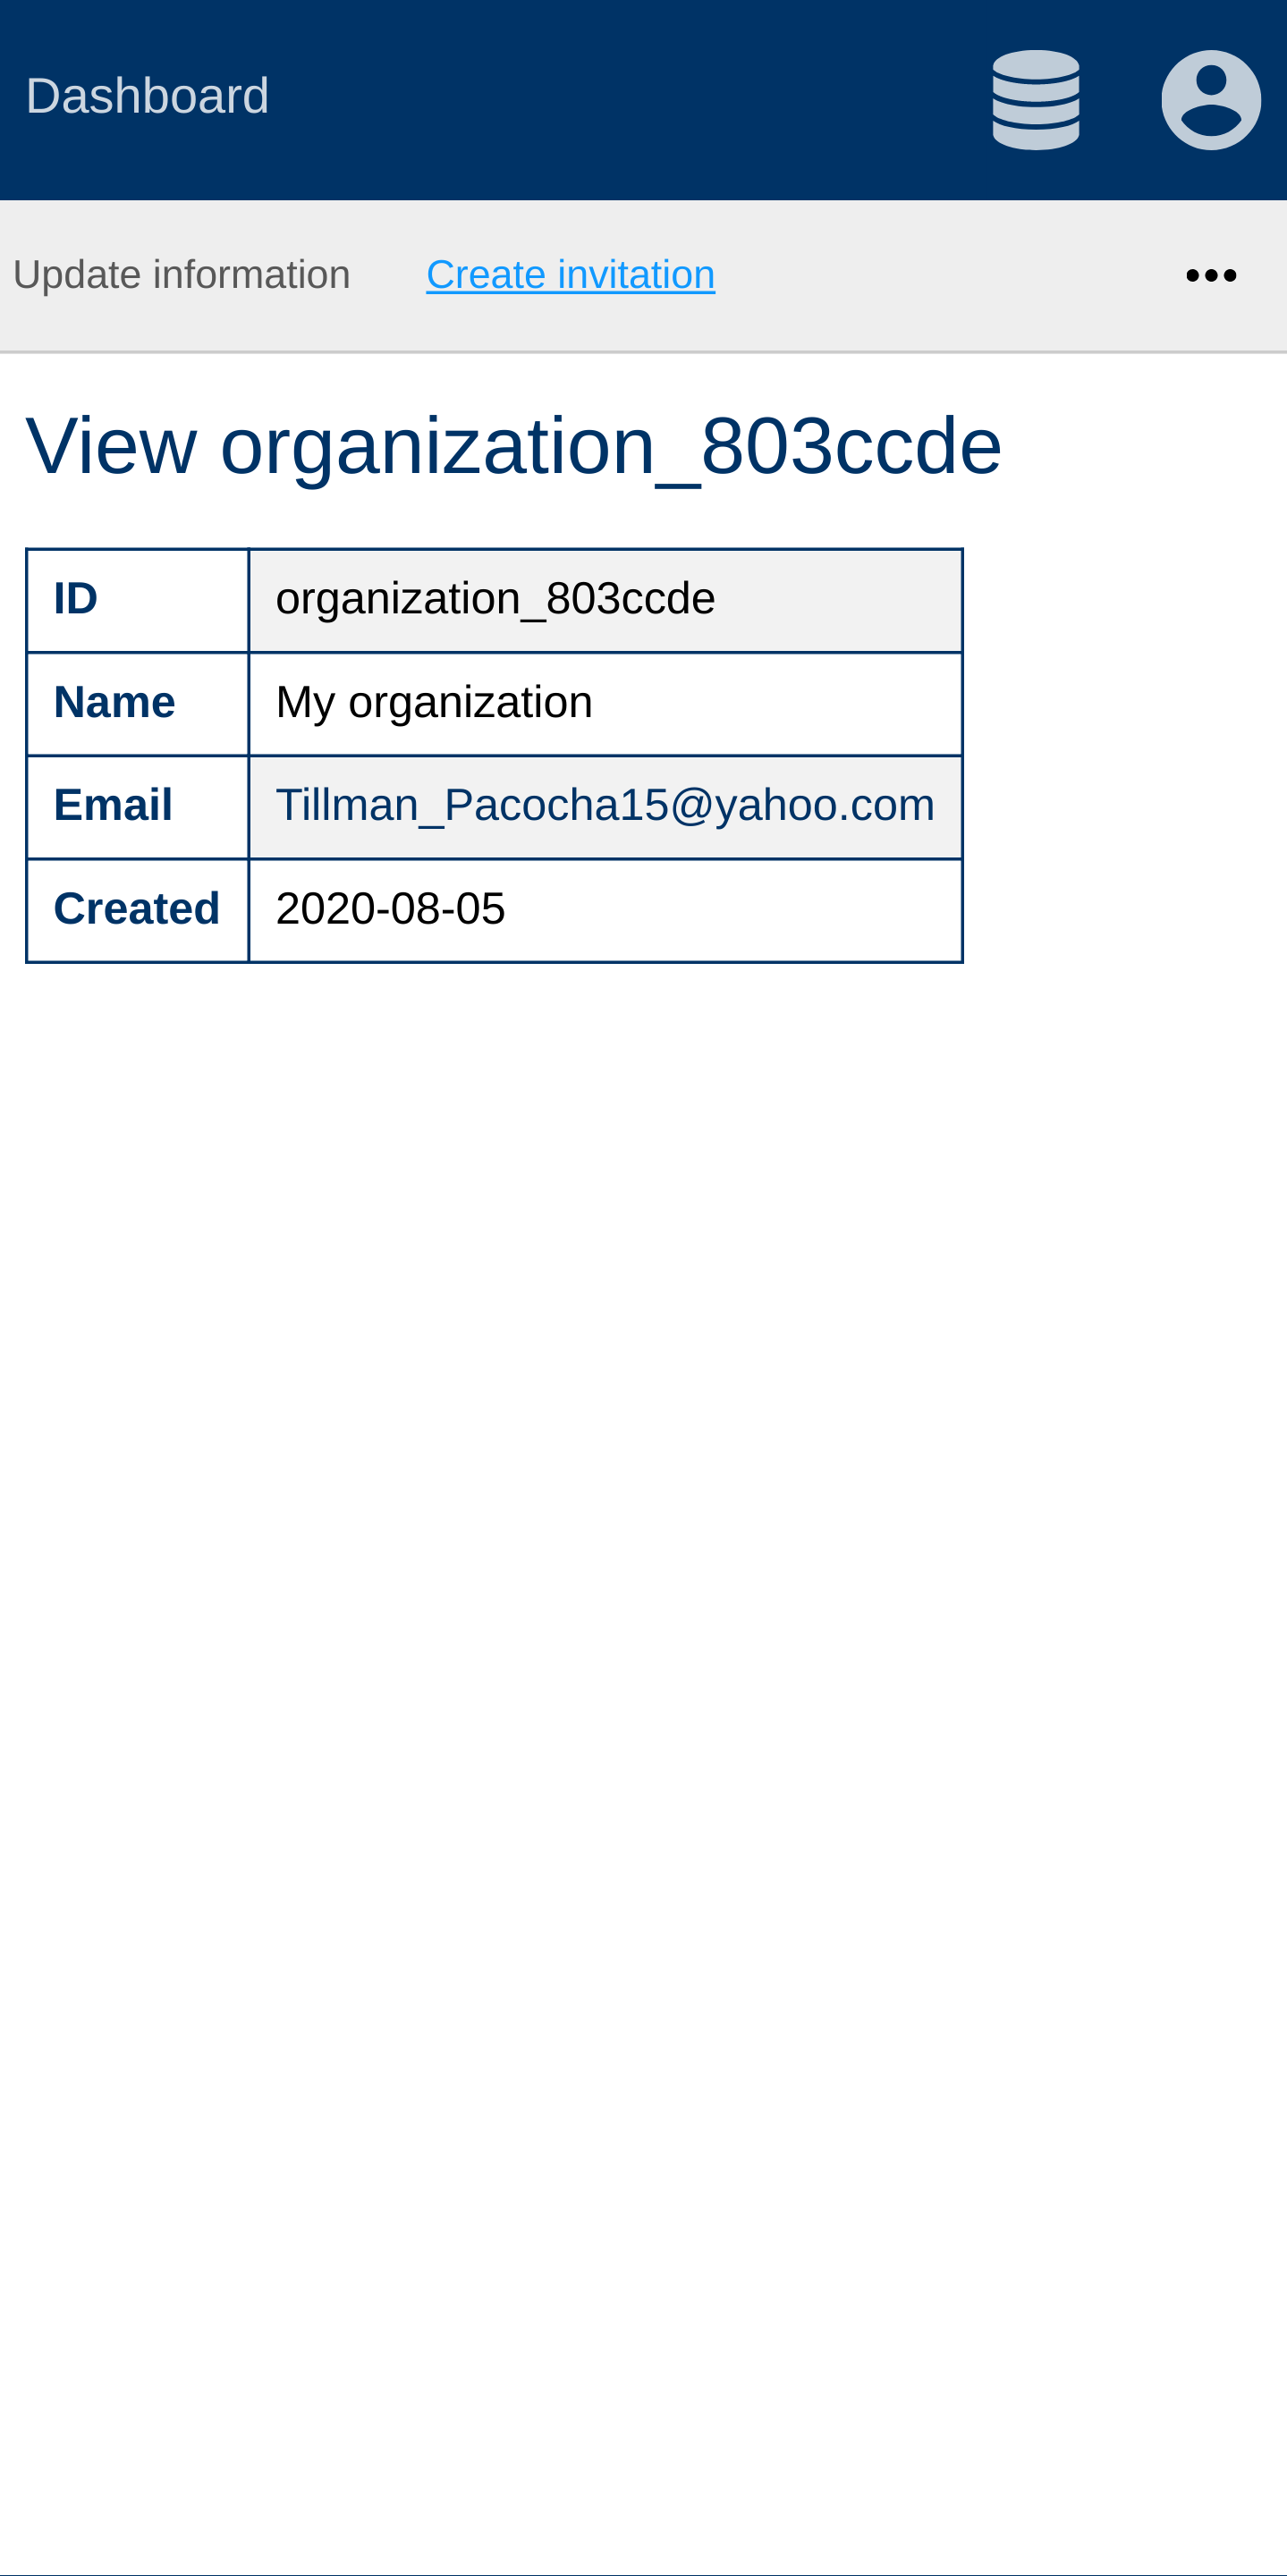 Dashboard
Update information Create invitation
View organization_803ccde
ID organization_803ccde
Name My organization
Email Tillman_Pacocha15@yahoo.com
Created 2020-08-05